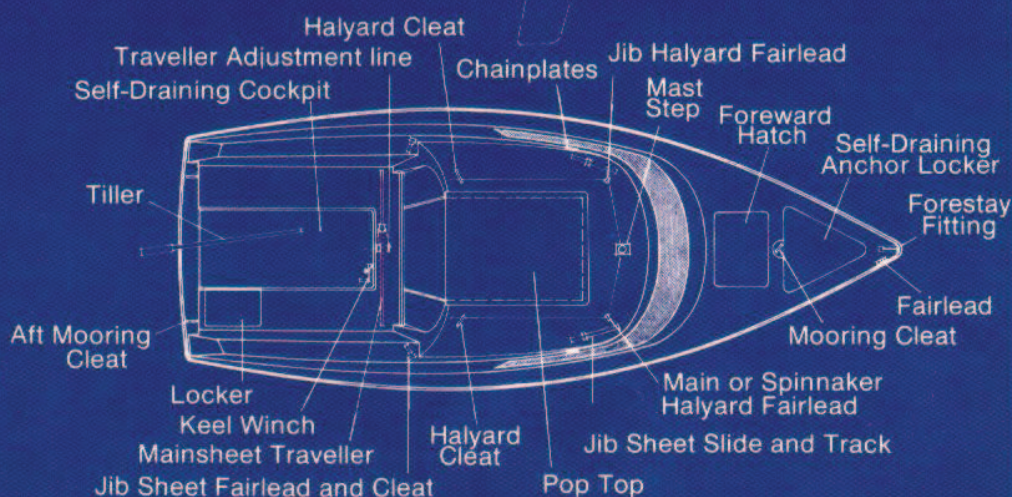 Halyard Cleat
Traveller Adjustment line
Self-Draining Cockpit
Chainplates
Jib Halyard Fairlead
Mast
Step
Foreward
Hatch
Self-Draining
Anchor Locker
Tiller
Forestay
Fitting
Aft Mooring
Cleat
Fairlead
Mooring Cleat
Locker
Keel Winch
Mainsheet Traveller
Jib Sheet Fairlead and Cleat
Halyard
Cleat
Main or Spinnaker
Halyard Fairlead
Jib Sheet Slide and Track
Pop Top